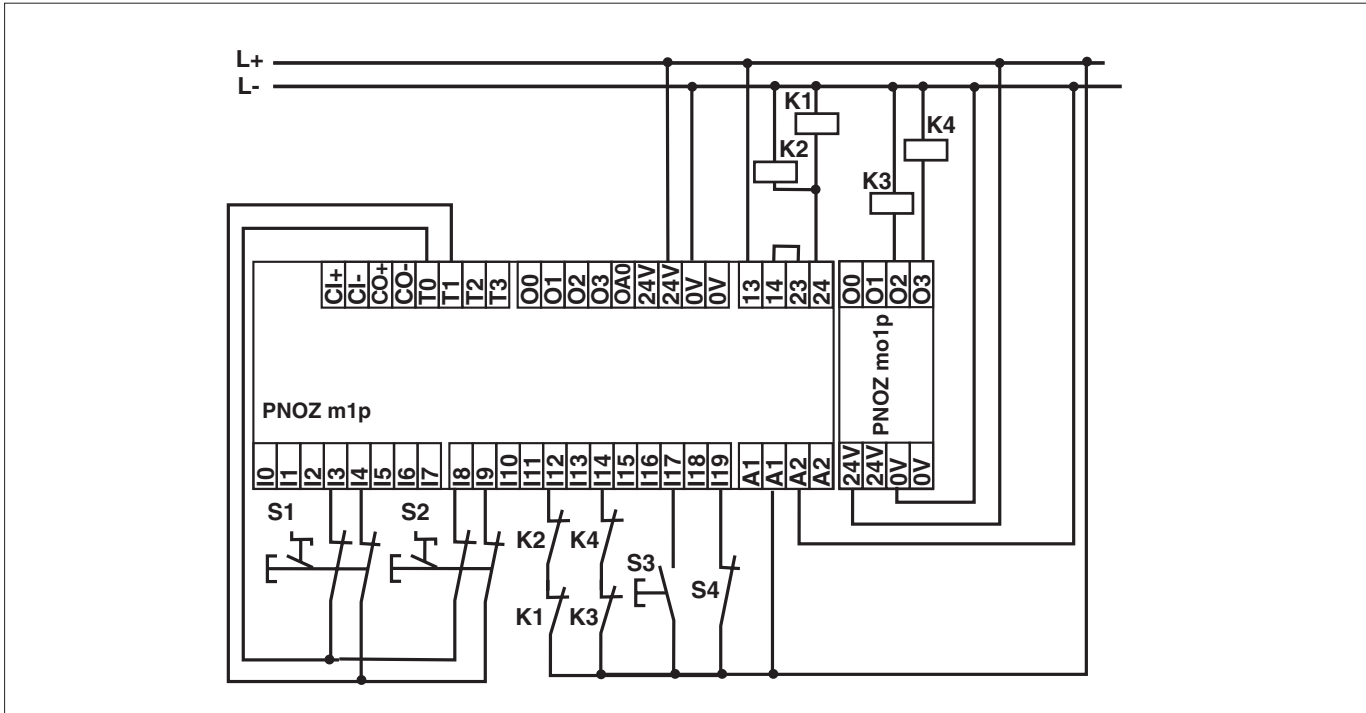 L+
L-
K1
K2
K4
K3
CI+
CI-
CO+
CO-
T0
T1
T2
T3
O0
O1
O2
O3
OA0
24V
24V
0V
0V
13
14
23
24
O0
O1
O2
O3
PNOZ m1p
PNOZ mo1p
I0
I1
I2
I3
I4
I5
I6
I7
I8
I9
I10
I11
I12
I13
I14
I15
I16
I17
I18
I19
A1
A1
A2
A2
24V
24V
0V
0V
S1
S2
K2
K4
S3
S4
K1
K3